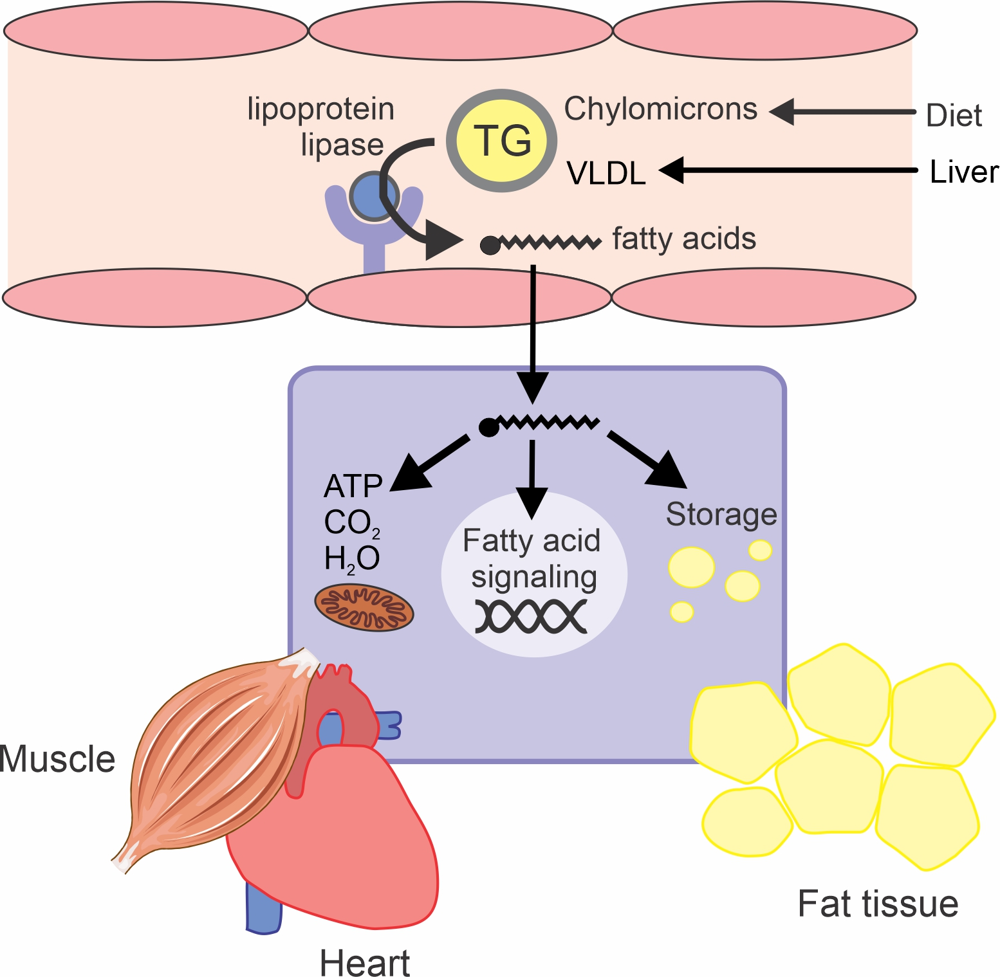 lipoprotein
lipase
TG
Chylomicrons
Diet
VLDL
Liver
fatty acids
ATP
CO₂
H₂O
Fatty acid
signaling
Storage
Muscle
Heart
Fat tissue